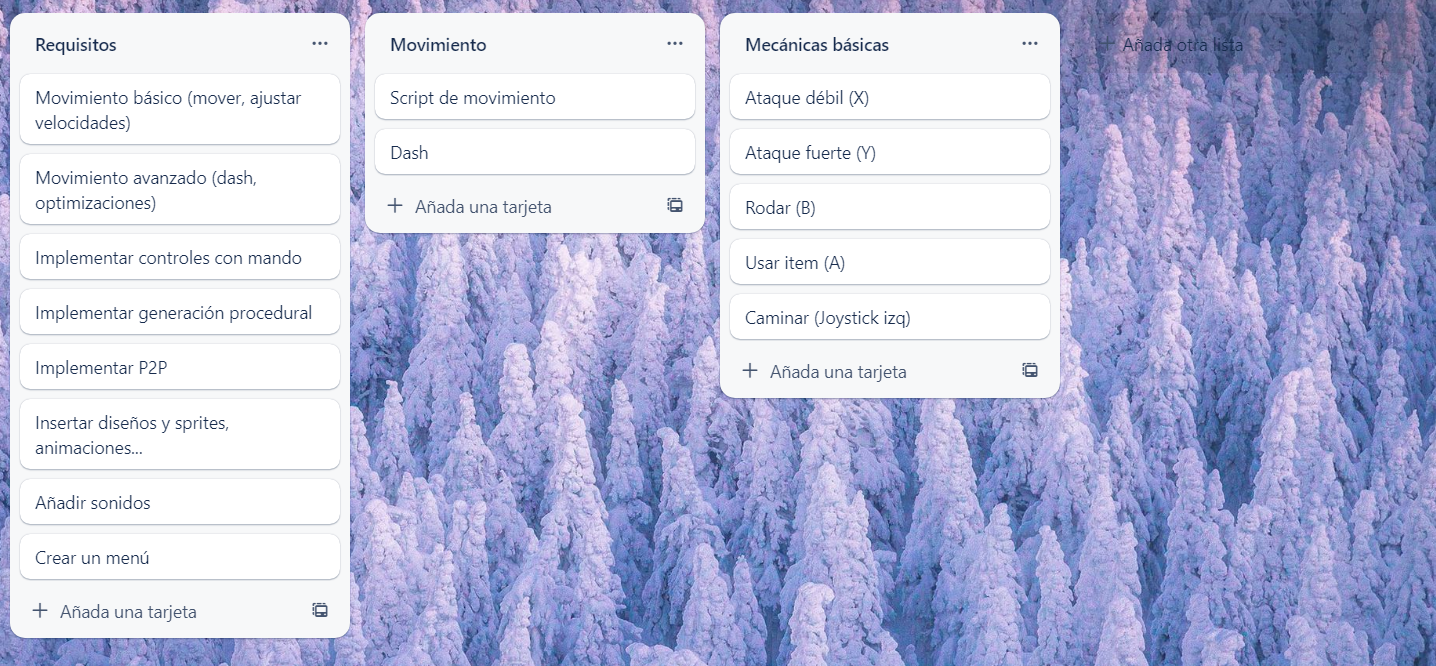 Requisitos
Movimiento básico (mover, ajustar
velocidades)
Movimiento avanzado (dash,
optimizaciones)
Implementar controles con mando
Implementar generación procedural
Implementar P2P
Insertar diseños y sprites,
animaciones...
Añadir sonidos
Crear un menú
Añada una tarjeta
Movimiento
Script de movimiento
Dash
Añada una tarjeta
Mecánicas básicas
Ataque débil (X)
Ataque fuerte (Y)
Rodar (B)
Usar item (A)
Caminar (Joystick izq)
Añada una tarjeta
Añada otra lista